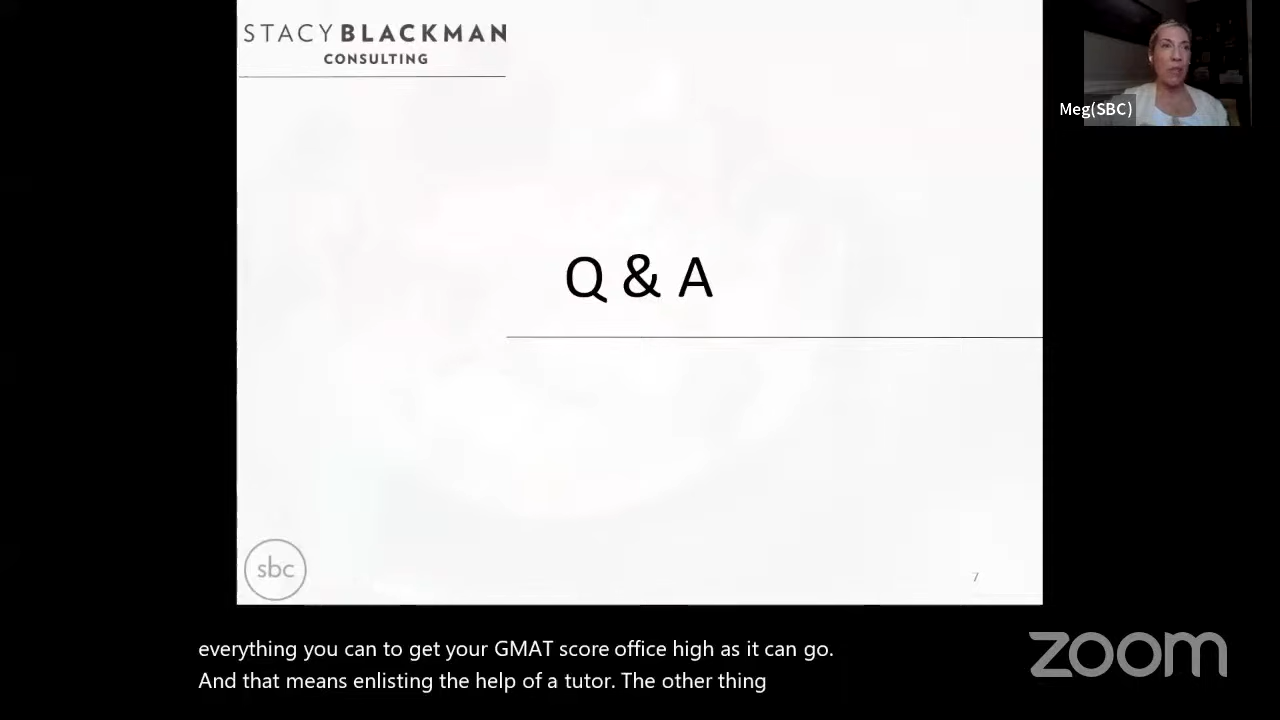 STACY BLACKMAN
CONSULTING
Meg(SBC)
Q & A
sbc
7
everything you can to get your GMAT score office high as it can go.
And that means enlisting the help of a tutor. The other thing
zoom